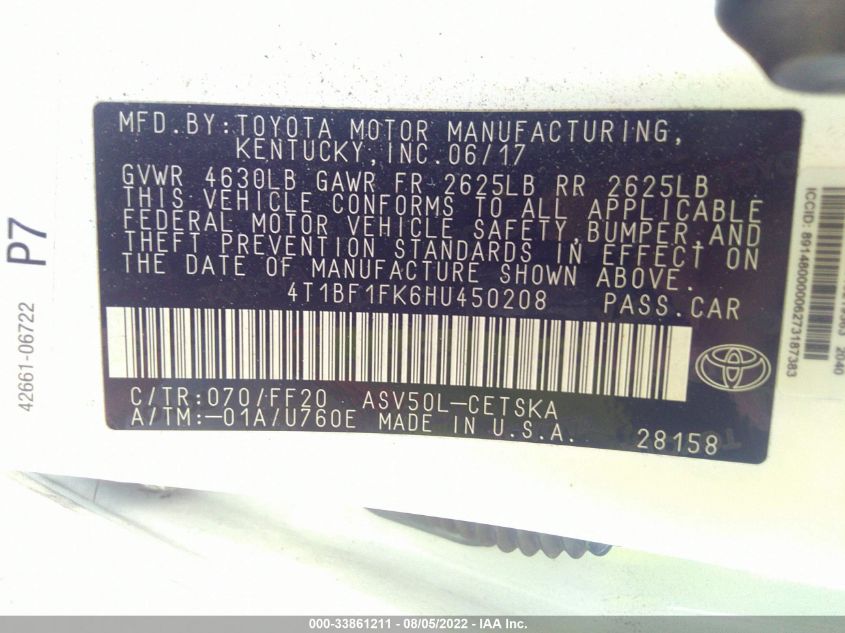 MFD.BY:TOYOTA MOTOR MANUFACTURING,
KENTUCKY, INC. 06/17
GVWR 4630LB GAWR FR 2625LB RR 2625LB
THIS VEHICLE CONFORMS TO ALL APPLICABLE
FEDERAL MOTOR VEHICLE SAFETY,BUMPER,AND
THEFT PREVENTION STANDARDS IN EFFECT ON
THE DATE OF MANUFACTURE SHOWN ABOVE.
4T1BF1FK6HU450208 PASS.CAR
C/TR:070/FF20 ASV50L-CETSKA
A/TM:-01A/U760E MADE IN U.S.A. 28158
P7
42661-06722
ICCID: 89148000006273187383
2040
000-33861211 - 08/05/2022 - IAA Inc.